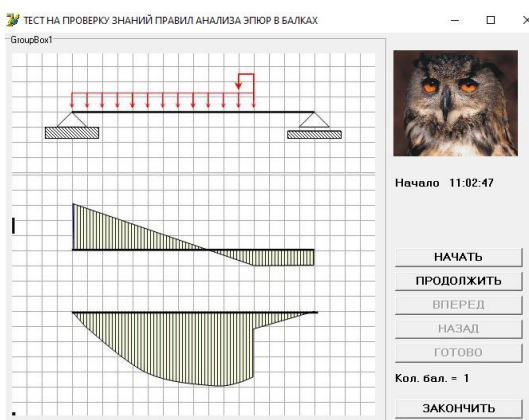 ТЕСТ НА ПРОВЕРКУ ЗНАНИЙ ПРАВИЛ АНАЛИЗА ЭПЮР В БАЛКАХ
GroupBox1
Начало 11:02:47
НАЧАТЬ
ПРОДОЛЖИТЬ
ВПЕРЕД
НАЗАД
ГОТОВО
Кол. бал. = 1
ЗАКОНЧИТЬ